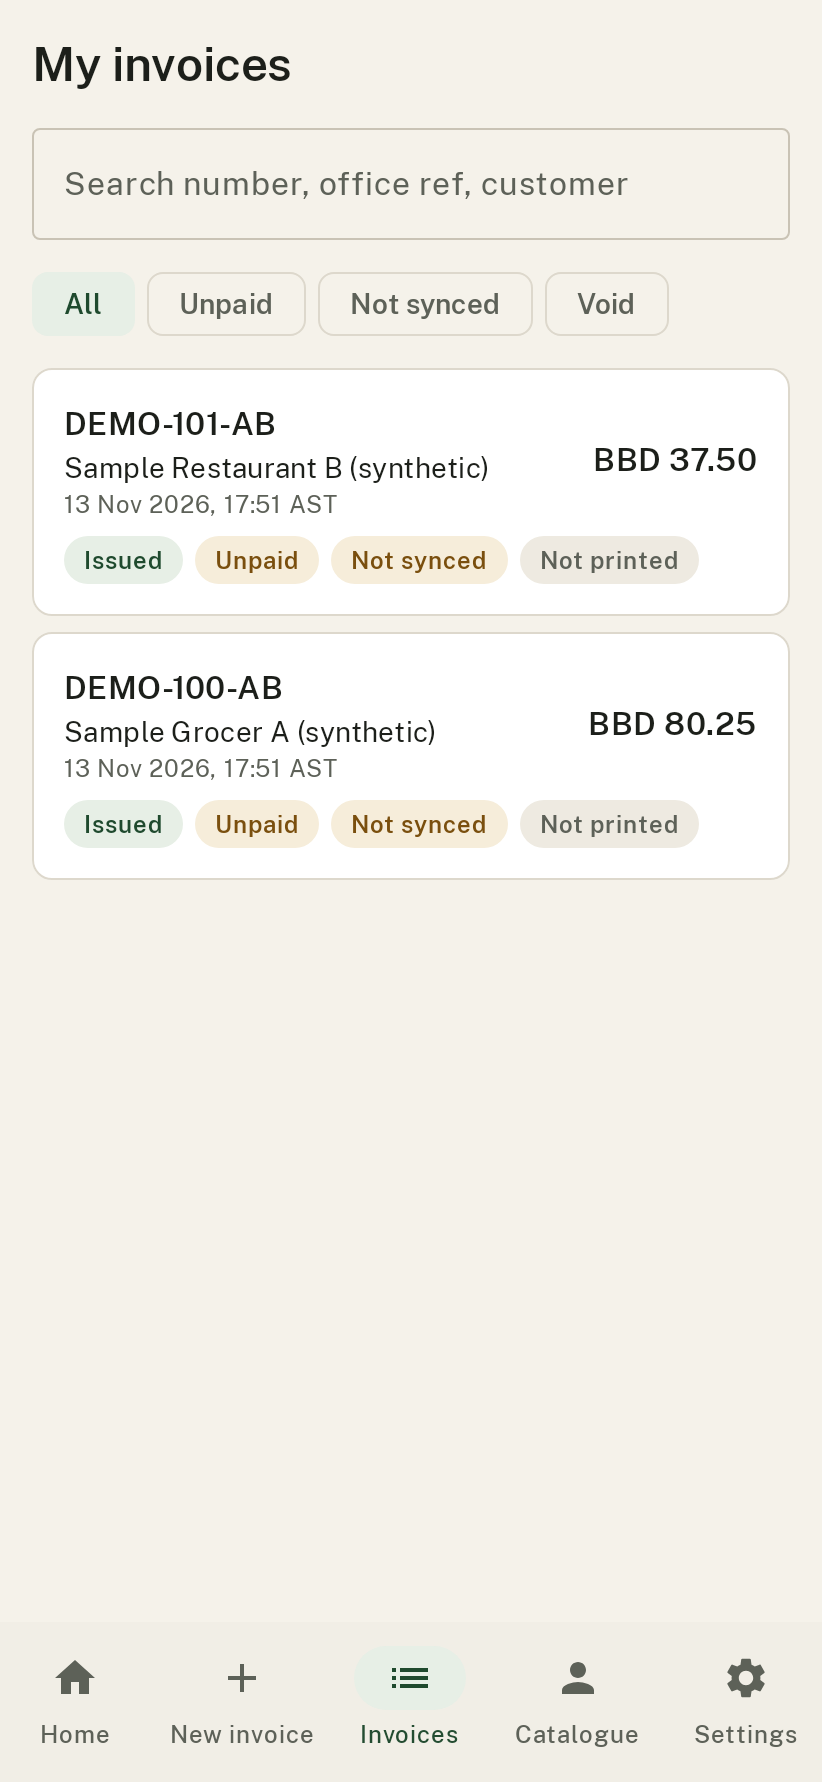 My invoices
Search number, office ref, customer
All Unpaid Not synced Void
DEMO-101-AB
Sample Restaurant B (synthetic)
BBD 37.50
13 Nov 2026, 17:51 AST
Issued Unpaid Not synced Not printed
DEMO-100-AB
Sample Grocer A (synthetic)
BBD 80.25
13 Nov 2026, 17:51 AST
Issued Unpaid Not synced Not printed
Home New invoice Invoices Catalogue Settings